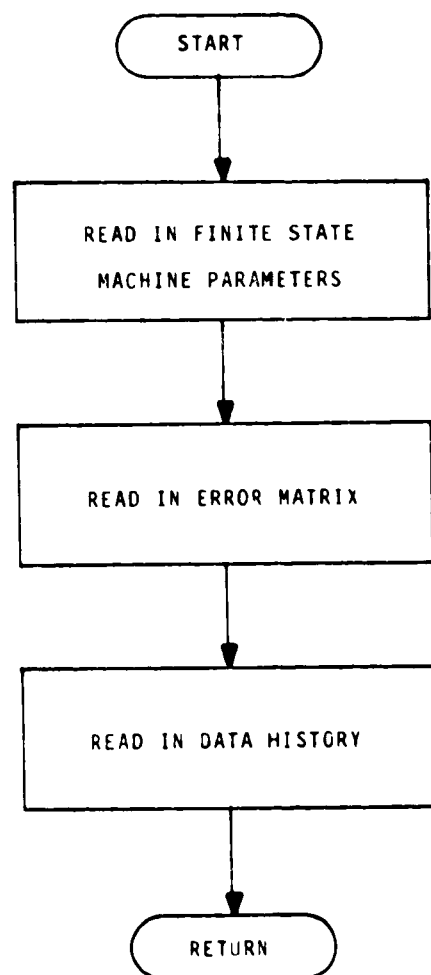 START
READ IN FINITE STATE
MACHINE PARAMETERS
READ IN ERROR MATRIX
READ IN DATA HISTORY
RETURN